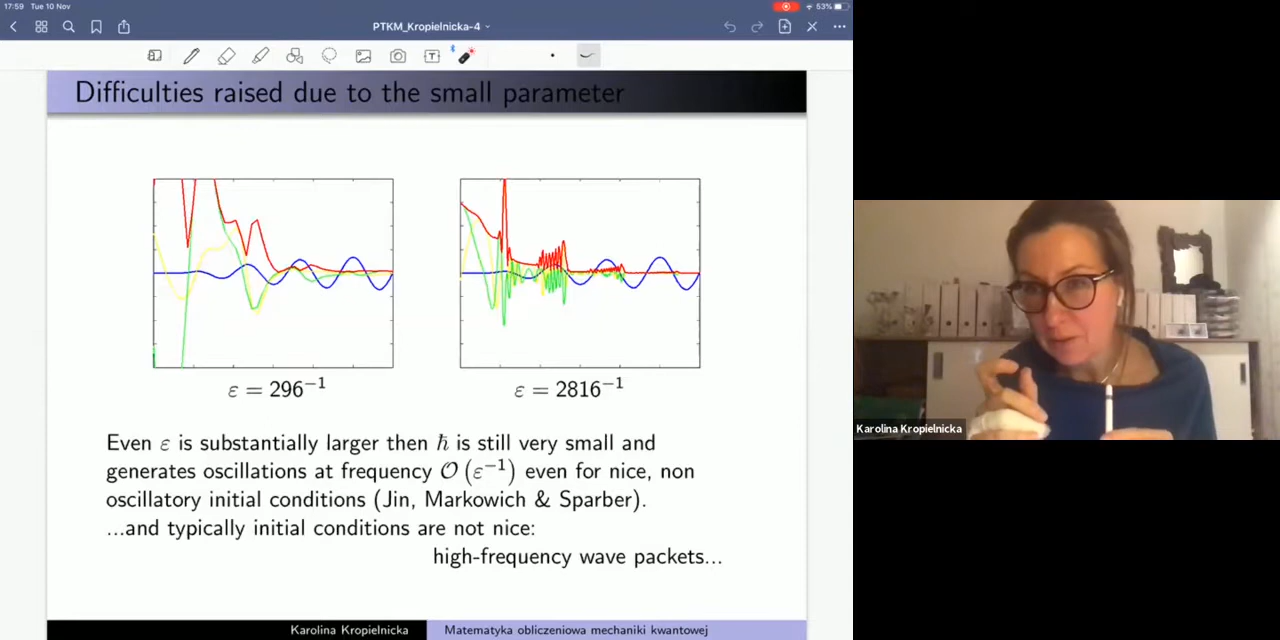 17:59 Tue 10 Nov
53%
PTKM_Kropielnicka-4
T
Difficulties raised due to the small parameter
ε = 296⁻¹
ε = 2816⁻¹
Even ε is substantially larger then ℏ is still very small and
generates oscillations at frequency 𝒪 (ε⁻¹) even for nice, non
oscillatory initial conditions (Jin, Markowich & Sparber).
...and typically initial conditions are not nice:
high-frequency wave packets...
Karolina Kropielnicka
Karolina Kropielnicka Matematyka obliczeniowa mechaniki kwantowej